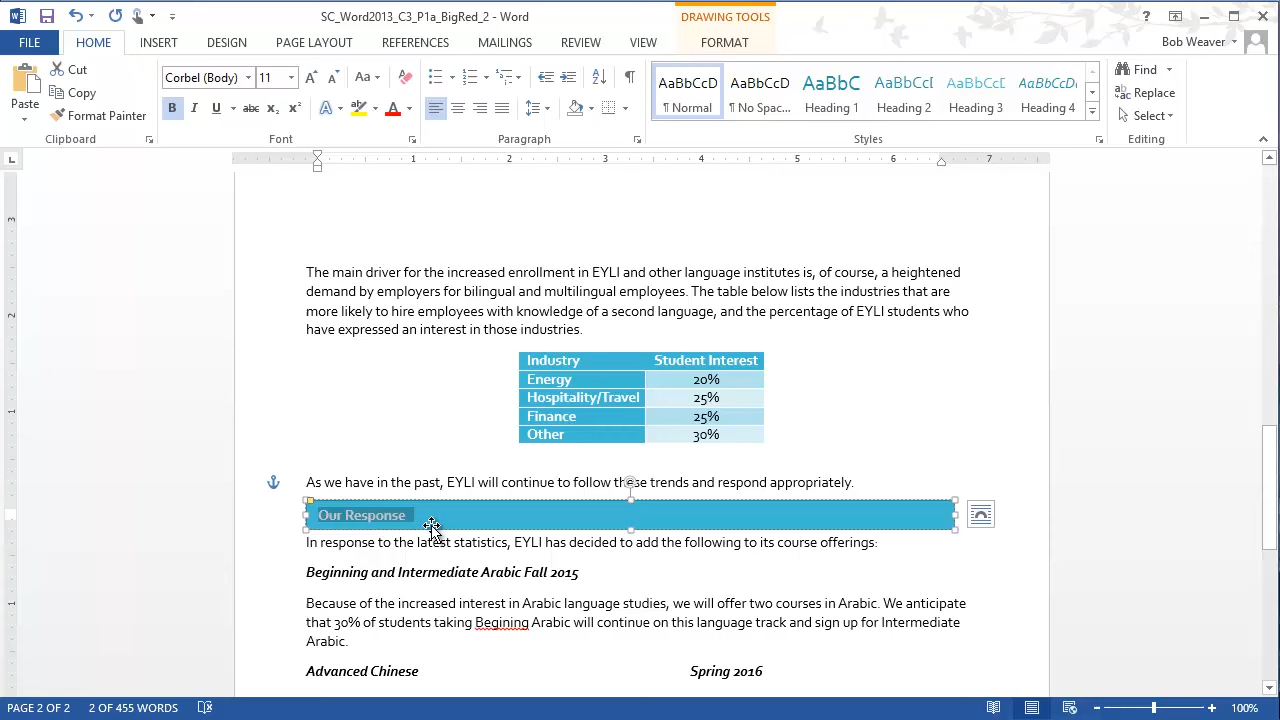 SC_Word2013_C3_P1a_BigRed_2 - Word
DRAWING TOOLS
FILE
HOME
INSERT
DESIGN
PAGE LAYOUT
REFERENCES
MAILINGS
REVIEW
VIEW
FORMAT
Bob Weaver
Paste
Cut
Copy
Format Painter
Clipboard
Corbel (Body)
11
Font
Paragraph
AaBbCcD
¶ Normal
AaBbCcD
¶ No Spac...
AaBbC
Heading 1
AaBbCcI
Heading 2
AaBbCcD
Heading 3
AaBbCcD
Heading 4
Styles
Find
Replace
Select
Editing
1 2 3 4 5 6 7
The main driver for the increased enrollment in EYLI and other language institutes is, of course, a heightened
demand by employers for bilingual and multilingual employees. The table below lists the industries that are
more likely to hire employees with knowledge of a second language, and the percentage of EYLI students who
have expressed an interest in those industries.
Industry Student Interest
Energy 20%
Hospitality/Travel 25%
Finance 25%
Other 30%
As we have in the past, EYLI will continue to follow these trends and respond appropriately.
Our Response
In response to the latest statistics, EYLI has decided to add the following to its course offerings:
Beginning and Intermediate Arabic Fall 2015
Because of the increased interest in Arabic language studies, we will offer two courses in Arabic. We anticipate
that 30% of students taking Begining Arabic will continue on this language track and sign up for Intermediate
Arabic.
Advanced Chinese Spring 2016
PAGE 2 OF 2
2 OF 455 WORDS
100%